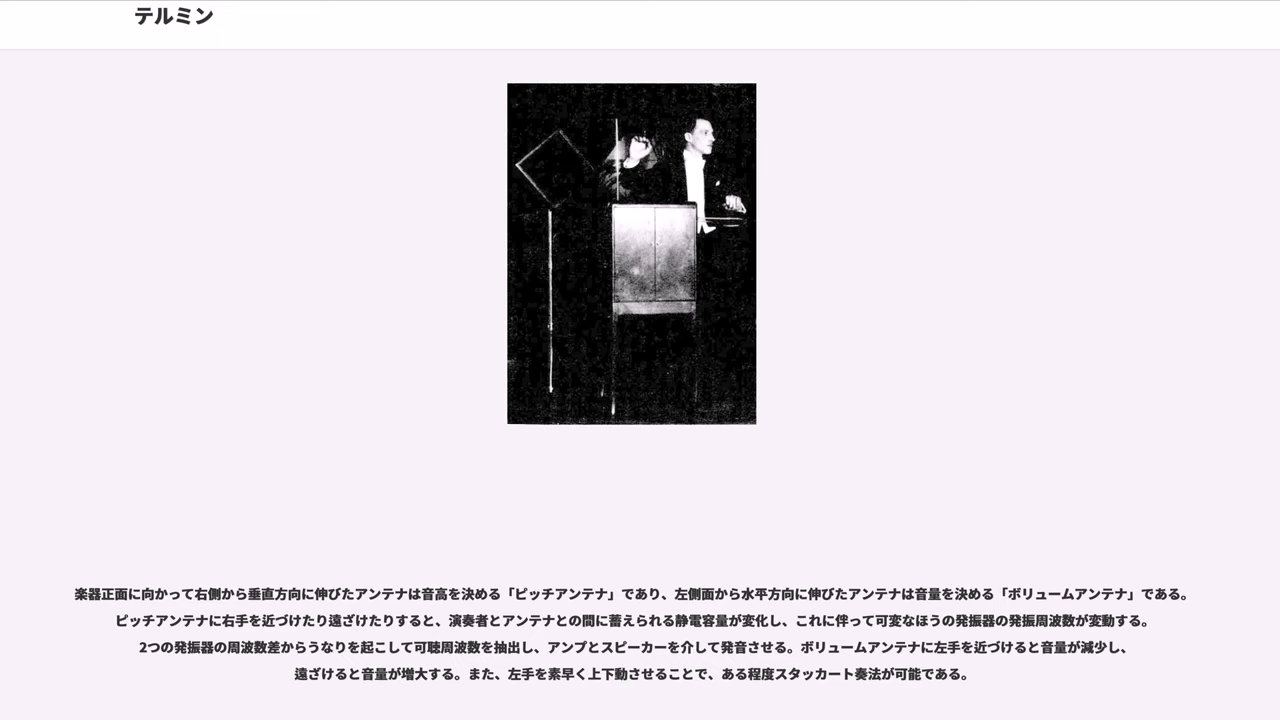 テルミン
楽器正面に向かって右側から垂直方向に伸びたアンテナは音高を決める「ピッチアンテナ」であり、左側面から水平方向に伸びたアンテナは音量を決める「ボリュームアンテナ」である。
ピッチアンテナに右手を近づけたり遠ざけたりすると、演奏者とアンテナとの間に蓄えられる静電容量が変化し、これに伴って可変なほうの発振器の発振周波数が変動する。
2つの発振器の周波数差からうなりを起こして可聴周波数を抽出し、アンプとスピーカーを介して発音させる。ボリュームアンテナに左手を近づけると音量が減少し、
遠ざけると音量が増大する。また、左手を素早く上下動させることで、ある程度スタッカート奏法が可能である。